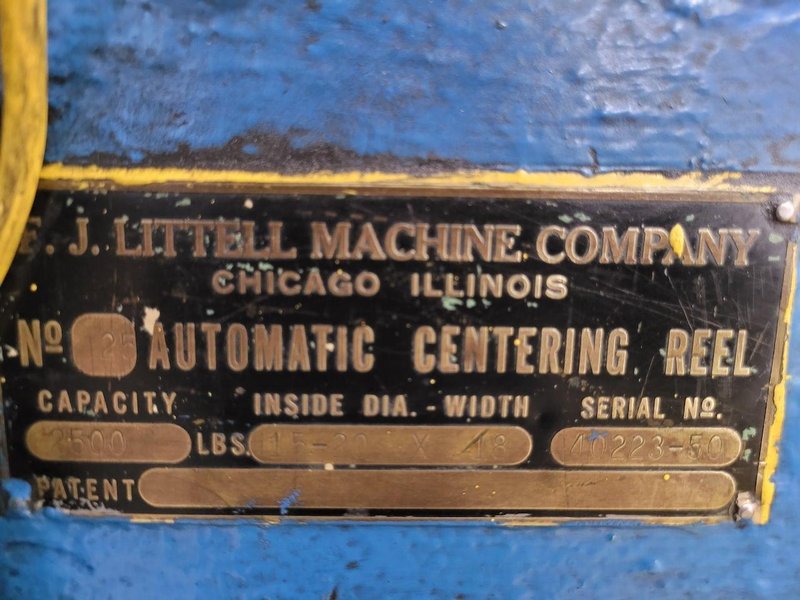 F. J. LITTELL MACHINE COMPANY
CHICAGO ILLINOIS
Nº 25 AUTOMATIC CENTERING REEL
CAPACITY INSIDE DIA. - WIDTH SERIAL Nº.
2500 LBS. X 18 40223-50
PATENT